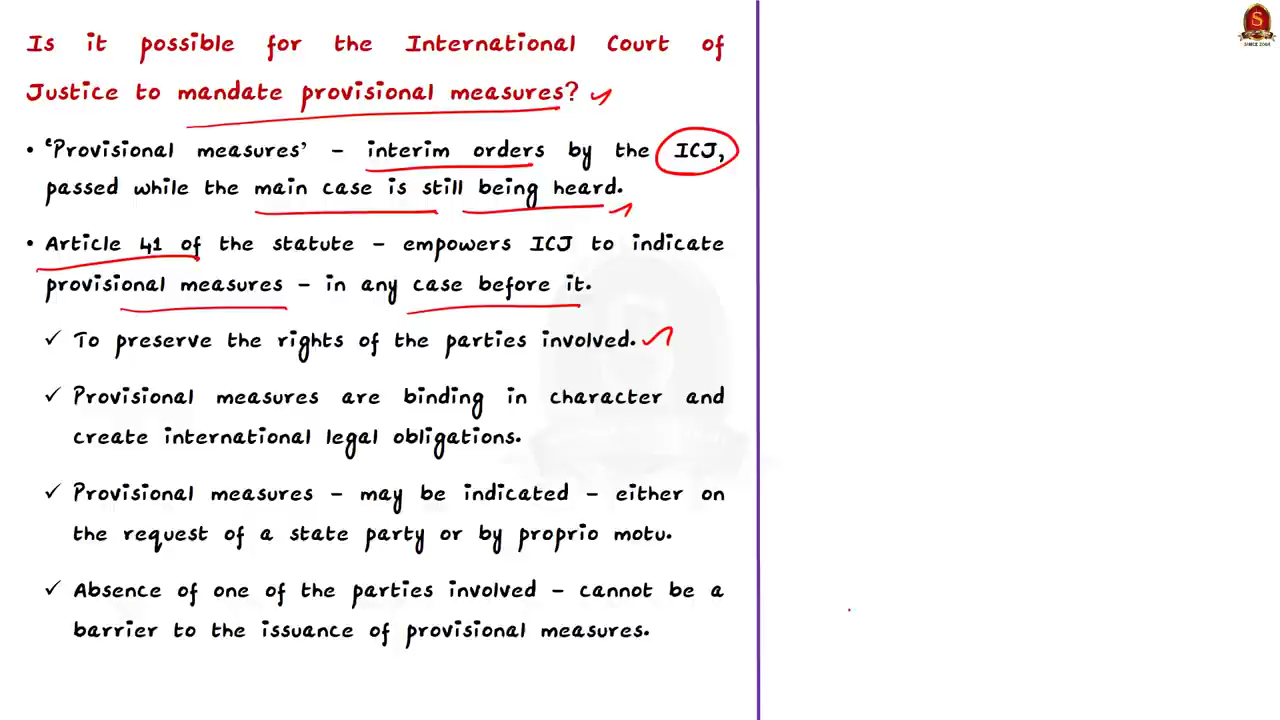 Is it possible for the International Court of
Justice to mandate provisional measures?
• ‘Provisional measures’ – interim orders by the ICJ,
passed while the main case is still being heard.
• Article 41 of the statute – empowers ICJ to indicate
provisional measures – in any case before it.
✓ To preserve the rights of the parties involved.
✓ Provisional measures are binding in character and
create international legal obligations.
✓ Provisional measures – may be indicated – either on
the request of a state party or by proprio motu.
✓ Absence of one of the parties involved – cannot be a
barrier to the issuance of provisional measures.
S
SINCE 2004